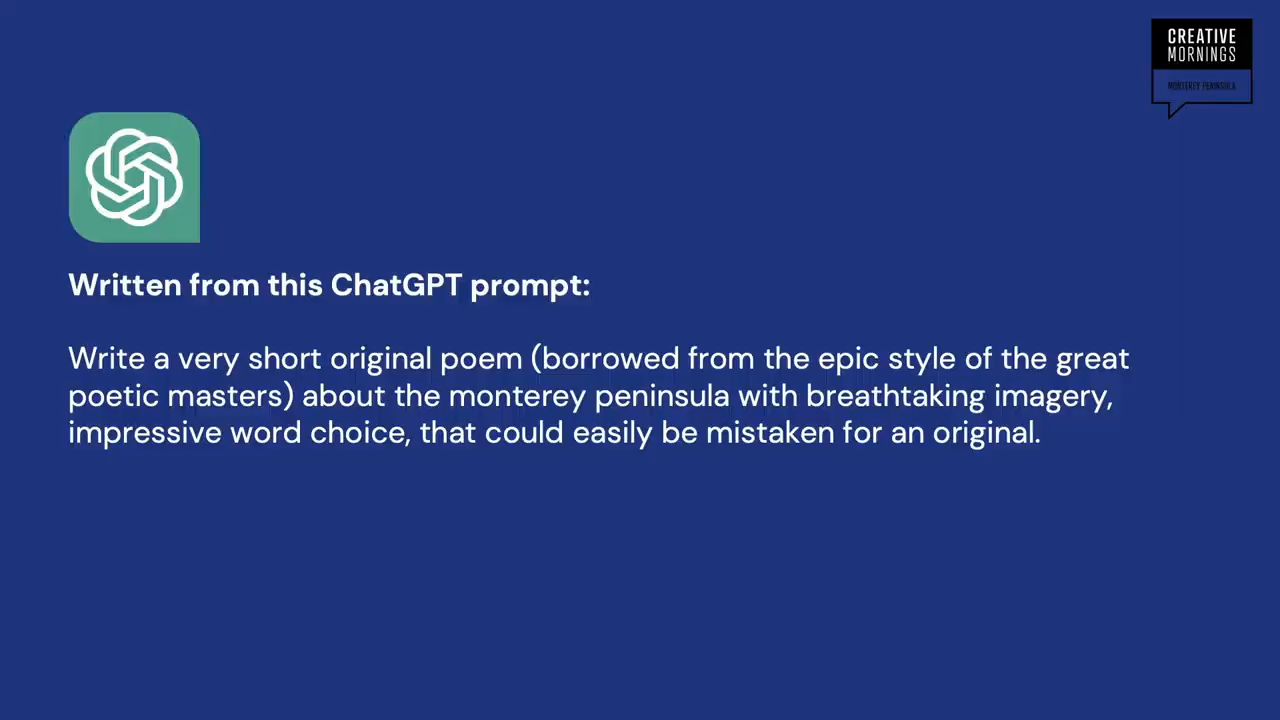 CREATIVE
MORNINGS
MONTEREY PENINSULA
Written from this ChatGPT prompt:
Write a very short original poem (borrowed from the epic style of the great
poetic masters) about the monterey peninsula with breathtaking imagery,
impressive word choice, that could easily be mistaken for an original.